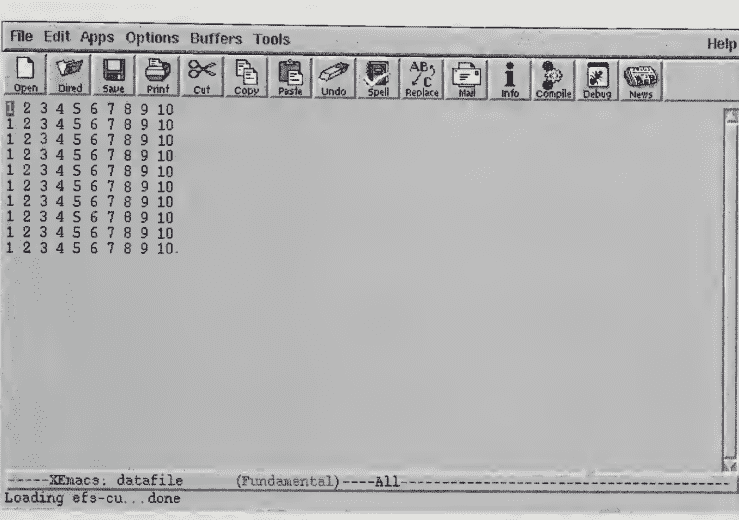 File Edit Apps Options Buffers Tools Help
Open Dired Save Print Cut Copy Paste Undo Spell Replace Mail Info Compile Debug News
1 2 3 4 5 6 7 8 9 10
1 2 3 4 5 6 7 8 9 10
1 2 3 4 5 6 7 8 9 10
1 2 3 4 5 6 7 8 9 10
1 2 3 4 5 6 7 8 9 10
1 2 3 4 5 6 7 8 9 10
1 2 3 4 5 6 7 8 9 10
1 2 3 4 5 6 7 8 9 10
1 2 3 4 5 6 7 8 9 10
1 2 3 4 5 6 7 8 9 10
-----XEmacs: datafile (Fundamental)----All----------------------------------------
Loading efs-cu...done